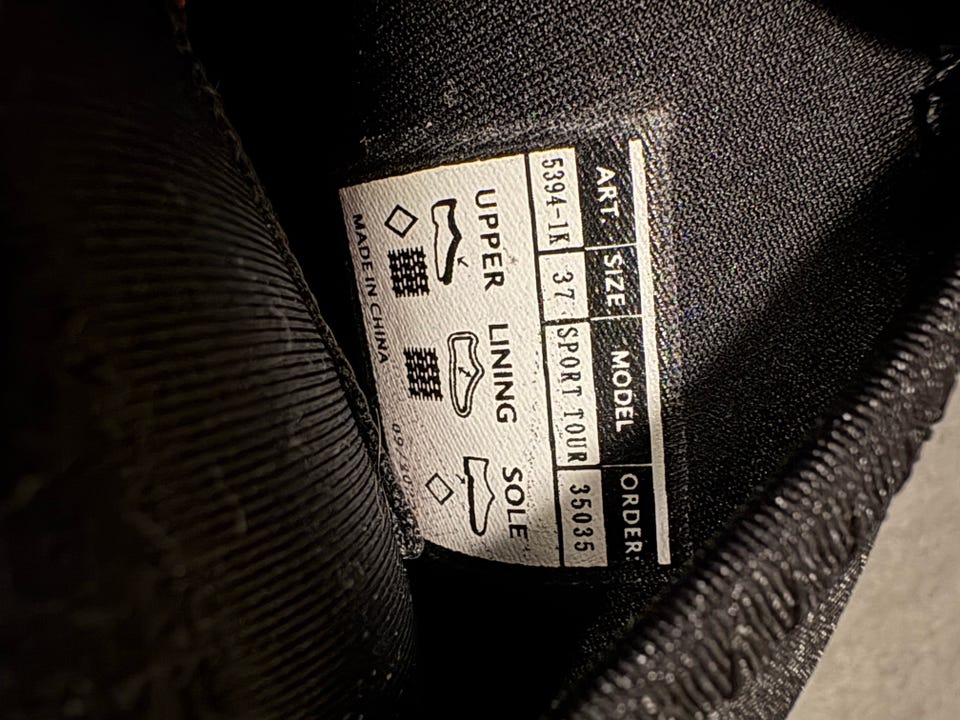 ART. SIZE MODEL ORDER:
5394-1K 37 SPORT TOUR 35035
UPPER LINING SOLE
MADE IN CHINA